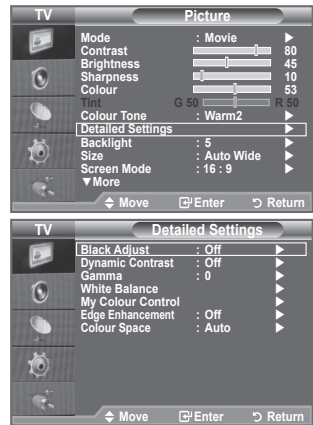 TV Picture
Mode : Movie ▶
Contrast 80
Brightness 45
Sharpness 10
Colour 53
Tint G 50 R 50
Colour Tone : Warm2 ▶
Detailed Settings ▶
Backlight : 5 ▶
Size : Auto Wide ▶
Screen Mode : 16 : 9 ▶
▼More
Move Enter Return
TV Detailed Settings
Black Adjust : Off ▶
Dynamic Contrast : Off ▶
Gamma : 0 ▶
White Balance ▶
My Colour Control ▶
Edge Enhancement : Off ▶
Colour Space : Auto ▶
Move Enter Return